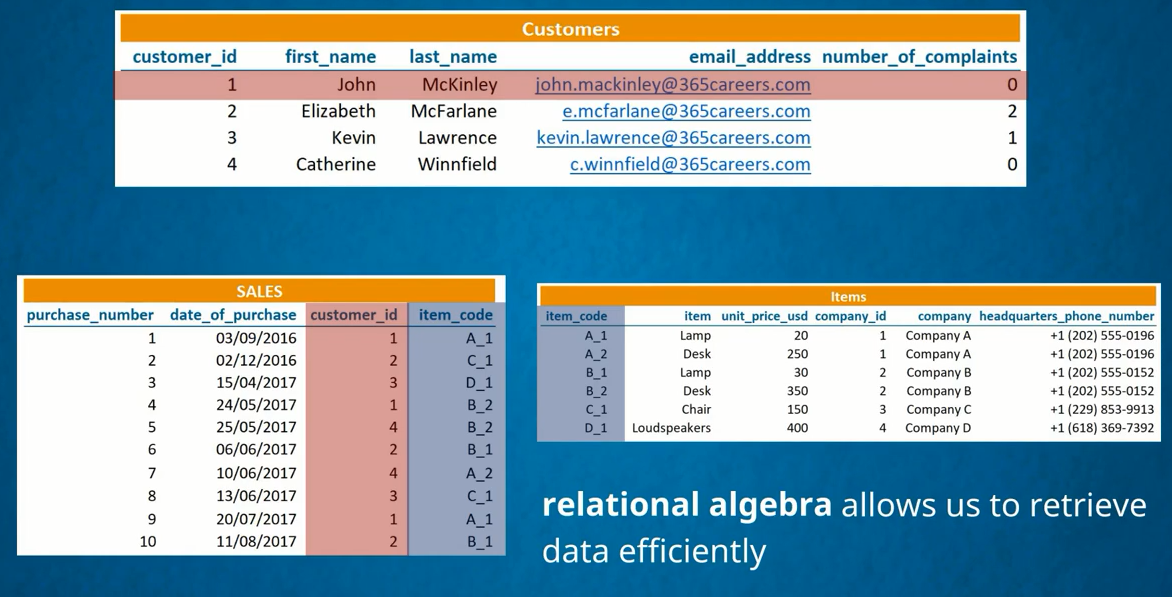 Customers
customer_id first_name last_name email_address number_of_complaints
1 John McKinley john.mackinley@365careers.com 0
2 Elizabeth McFarlane e.mcfarlane@365careers.com 2
3 Kevin Lawrence kevin.lawrence@365careers.com 1
4 Catherine Winnfield c.winnfield@365careers.com 0
SALES
purchase_number date_of_purchase customer_id item_code
1 03/09/2016 1 A_1
2 02/12/2016 2 C_1
3 15/04/2017 3 D_1
4 24/05/2017 1 B_2
5 25/05/2017 4 B_2
6 06/06/2017 2 B_1
7 10/06/2017 4 A_2
8 13/06/2017 3 C_1
9 20/07/2017 1 A_1
10 11/08/2017 2 B_1
Items
item_code item unit_price_usd company_id company headquarters_phone_number
A_1 Lamp 20 1 Company A +1 (202) 555-0196
A_2 Desk 250 1 Company A +1 (202) 555-0196
B_1 Lamp 30 2 Company B +1 (202) 555-0152
B_2 Desk 350 2 Company B +1 (202) 555-0152
C_1 Chair 150 3 Company C +1 (229) 853-9913
D_1 Loudspeakers 400 4 Company D +1 (618) 369-7392
relational algebra allows us to retrieve
data efficiently